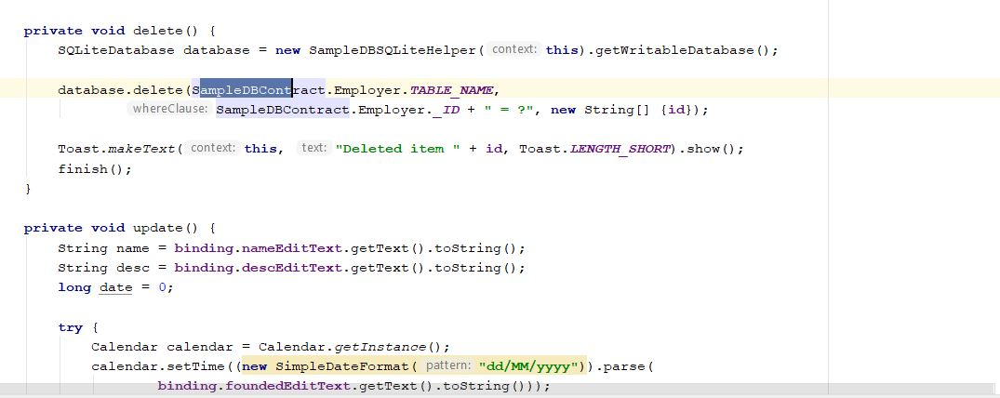 private void delete() {
SQLiteDatabase database = new SampleDBSQLiteHelper( context: this).getWritableDatabase();
database.delete(SampleDBContract.Employer.TABLE_NAME,
whereClause: SampleDBContract.Employer._ID + " = ?", new String[] {id});
Toast.makeText( context: this, text: "Deleted item " + id, Toast.LENGTH_SHORT).show();
finish();
}
private void update() {
String name = binding.nameEditText.getText().toString();
String desc = binding.descEditText.getText().toString();
long date = 0;
try {
Calendar calendar = Calendar.getInstance();
calendar.setTime((new SimpleDateFormat( pattern: "dd/MM/yyyy")).parse(
binding.foundedEditText.getText().toString()));